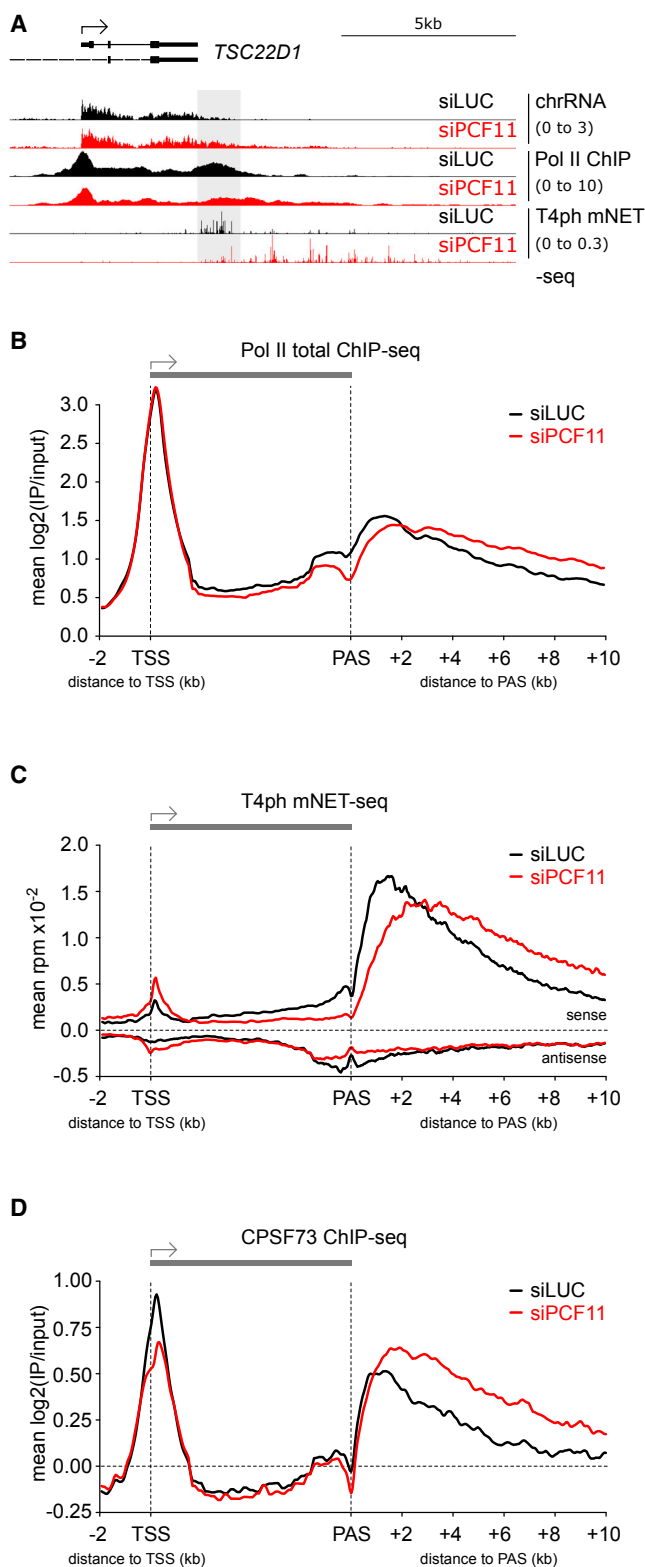 A
5kb
TSC22D1
siLUC
chrRNA
siPCF11
(0 to 3)
siLUC
Pol II ChIP
siPCF11
(0 to 10)
siLUC
T4ph mNET
siPCF11
(0 to 0.3)
-seq
B
Pol II total ChIP-seq
siLUC
siPCF11
mean log2(IP/input)
3.0
2.5
2.0
1.5
1.0
0.5
0.0
-2 TSS PAS +2 +4 +6 +8 +10
distance to TSS (kb) distance to PAS (kb)
C
T4ph mNET-seq
siLUC
siPCF11
mean rpm x10-2
2.0
1.5
1.0
0.5
0.0
-0.5
sense
antisense
-2 TSS PAS +2 +4 +6 +8 +10
distance to TSS (kb) distance to PAS (kb)
D
CPSF73 ChIP-seq
siLUC
siPCF11
mean log2(IP/input)
1.00
0.75
0.50
0.25
0.00
-0.25
-2 TSS PAS +2 +4 +6 +8 +10
distance to TSS (kb) distance to PAS (kb)